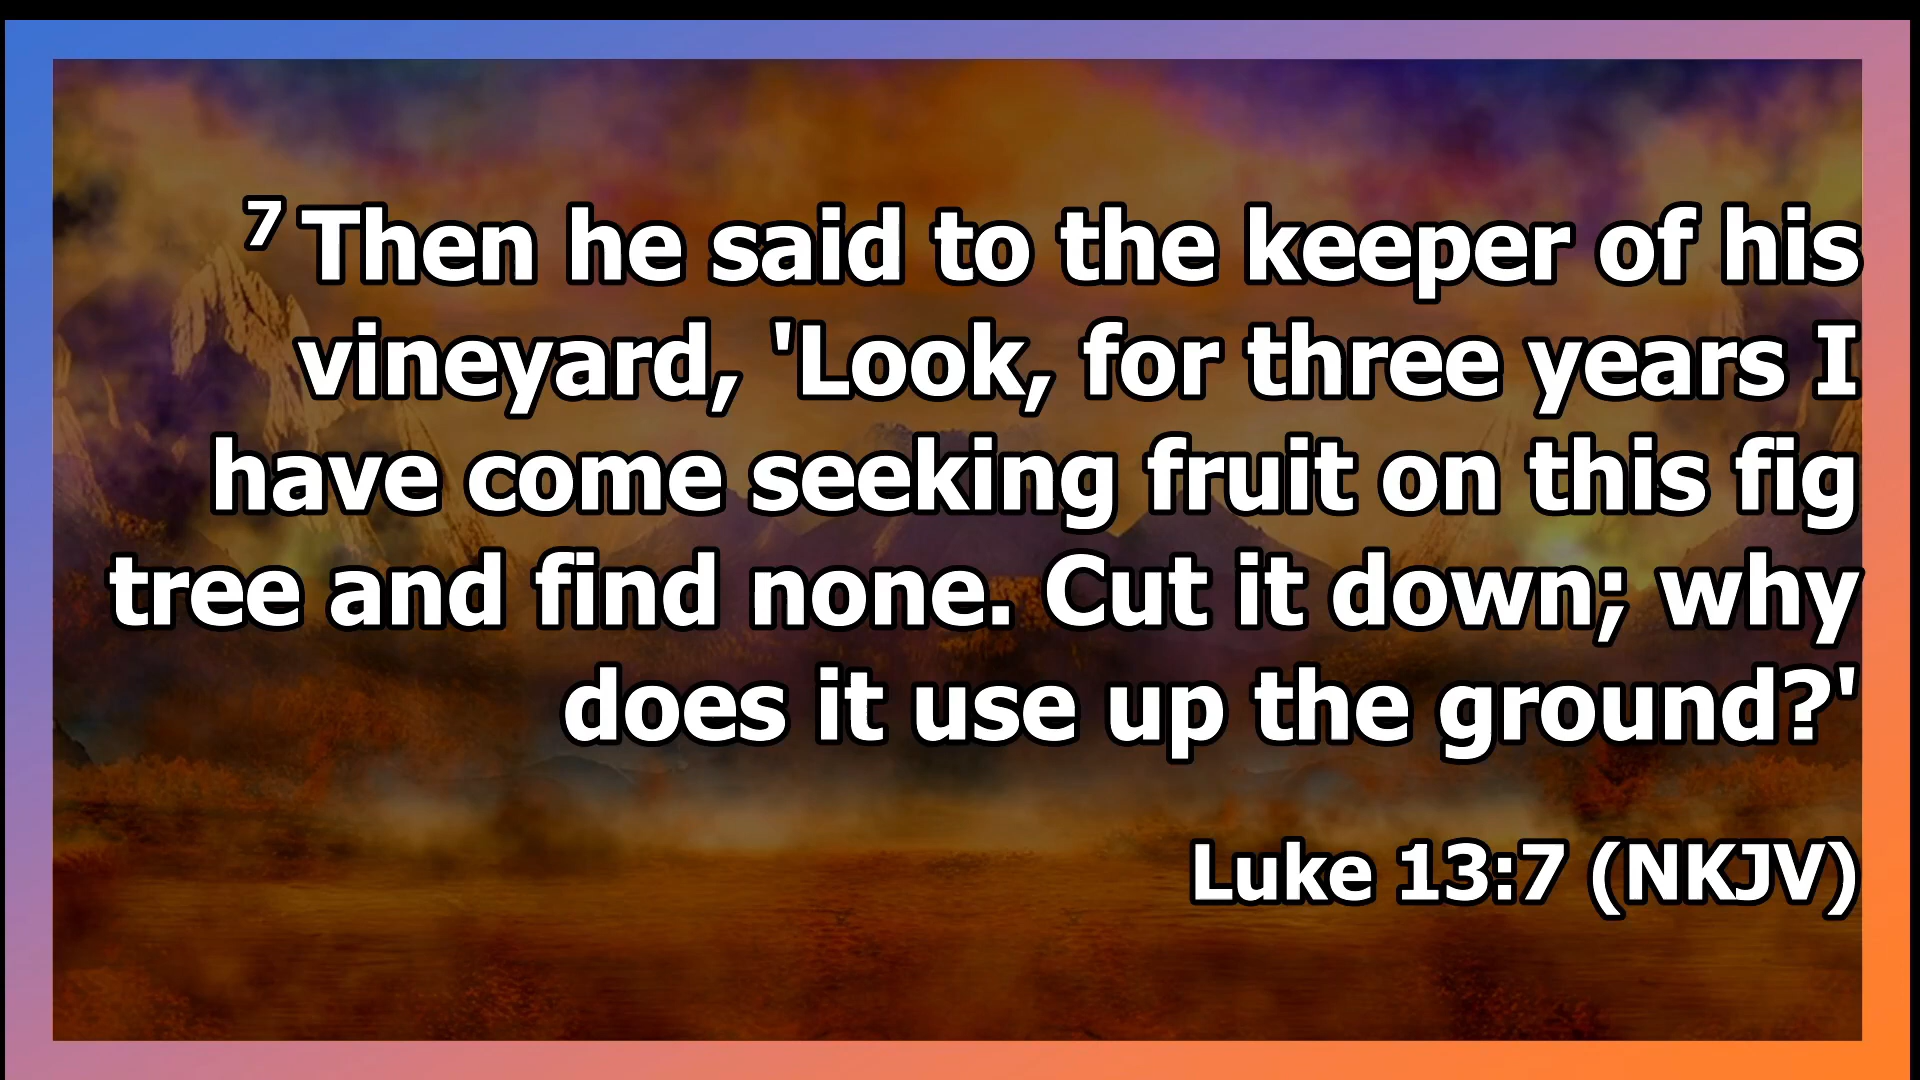 7 Then he said to the keeper of his
vineyard, 'Look, for three years I
have come seeking fruit on this fig
tree and find none. Cut it down; why
does it use up the ground?'
Luke 13:7 (NKJV)